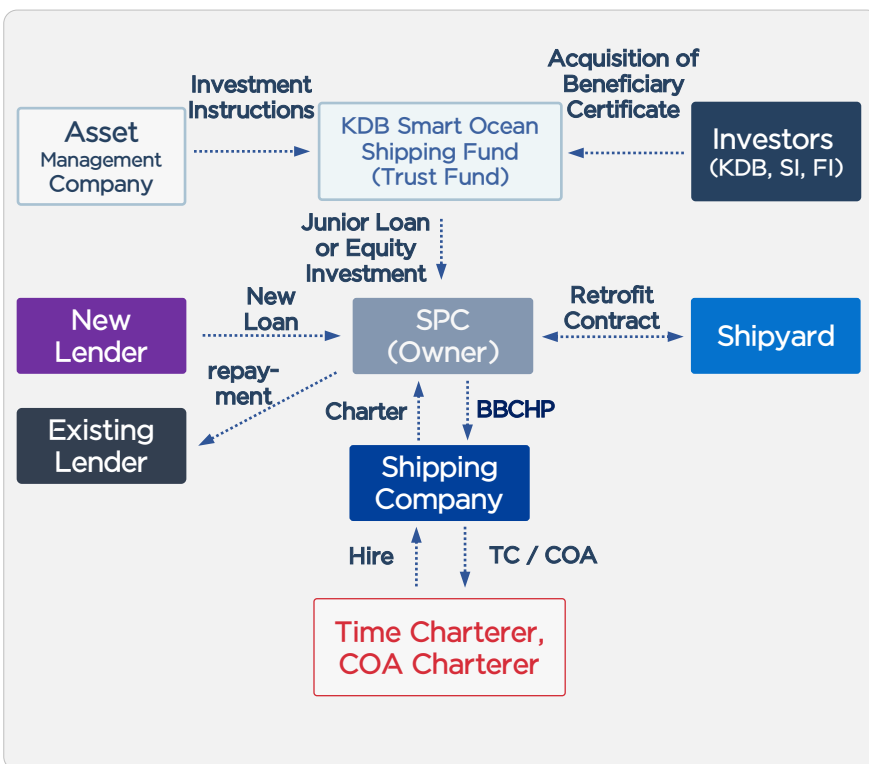 Investment
Instructions
Acquisition of
Beneficiary
Certificate
Asset
Management
Company
KDB Smart Ocean
Shipping Fund
(Trust Fund)
Investors
(KDB, SI, FI)
Junior Loan
or Equity
Investment
New
Lender
New
Loan
SPC
(Owner)
Retrofit
Contract
Shipyard
repay-
ment
Existing
Lender
Charter
BBCHP
Shipping
Company
Hire
TC / COA
Time Charterer,
COA Charterer